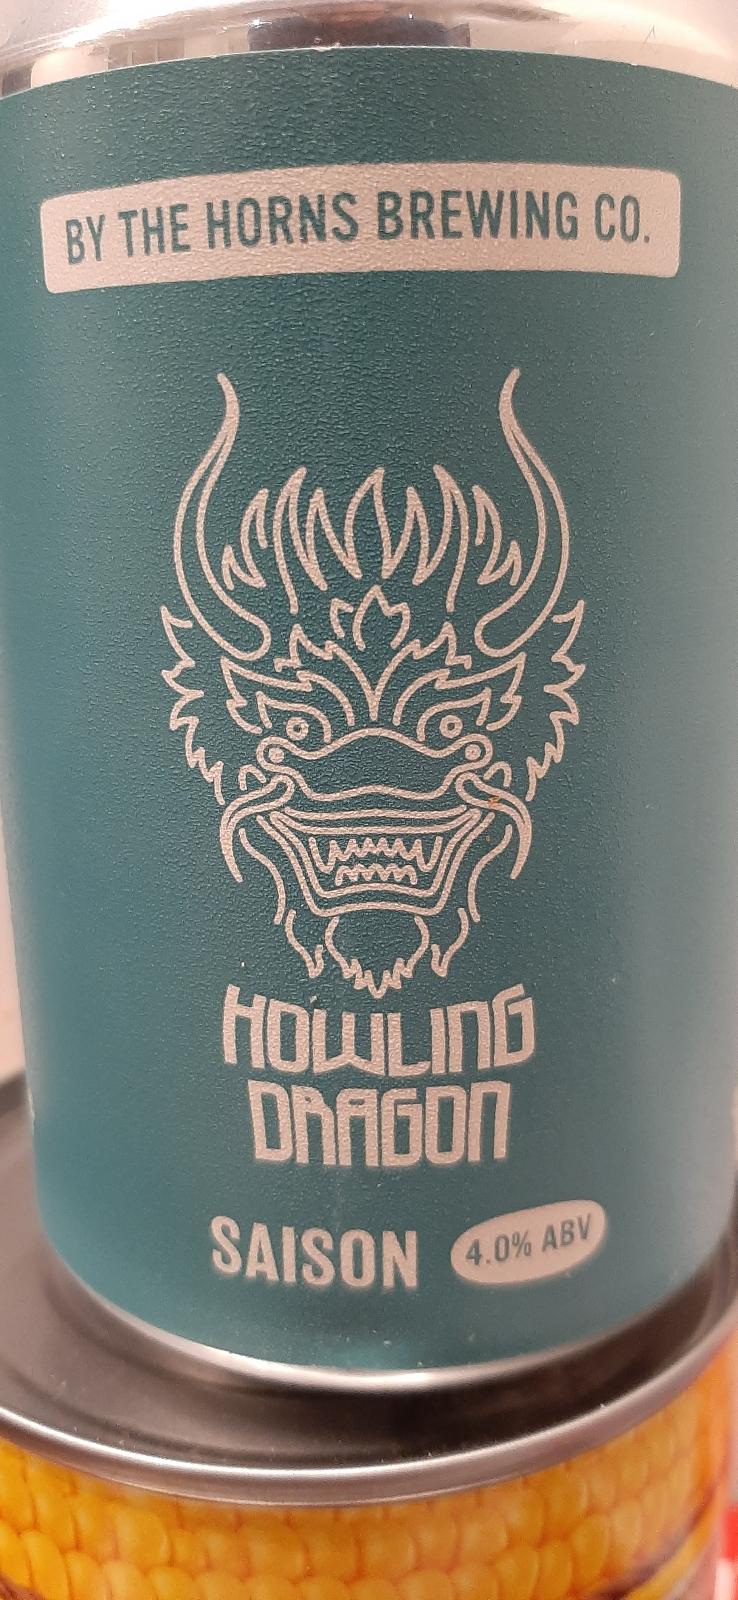 BY THE HORNS BREWING CO.
HOWLING
DRAGON
SAISON 4.0% ABV